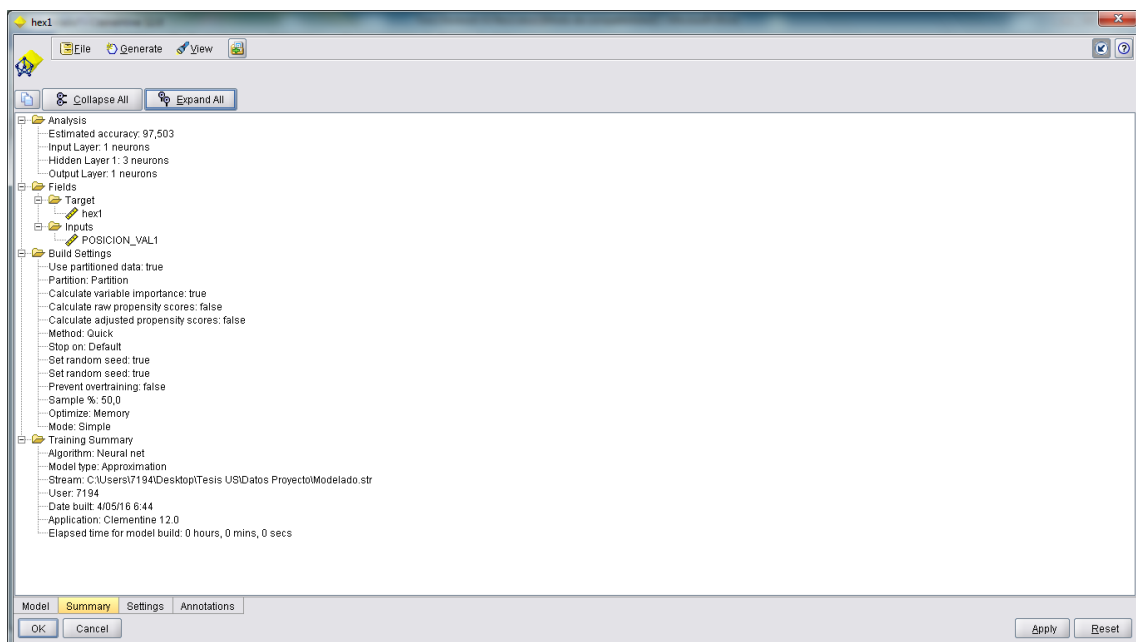 hex1
File Generate View
Collapse All Expand All
Analysis
Estimated accuracy: 97,503
Input Layer: 1 neurons
Hidden Layer 1: 3 neurons
Output Layer: 1 neurons
Fields
Target
hex1
Inputs
POSICION_VAL1
Build Settings
Use partitioned data: true
Partition: Partition
Calculate variable importance: true
Calculate raw propensity scores: false
Calculate adjusted propensity scores: false
Method: Quick
Stop on: Default
Set random seed: true
Set random seed: true
Prevent overtraining: false
Sample %: 50,0
Optimize: Memory
Mode: Simple
Training Summary
Algorithm: Neural net
Model type: Approximation
Stream: C:\Users\7194\Desktop\Tesis US\Datos Proyecto\Modelado.str
User: 7194
Date built: 4/05/16 6:44
Application: Clementine 12.0
Elapsed time for model build: 0 hours, 0 mins, 0 secs
Model Summary Settings Annotations
OK Cancel Apply Reset